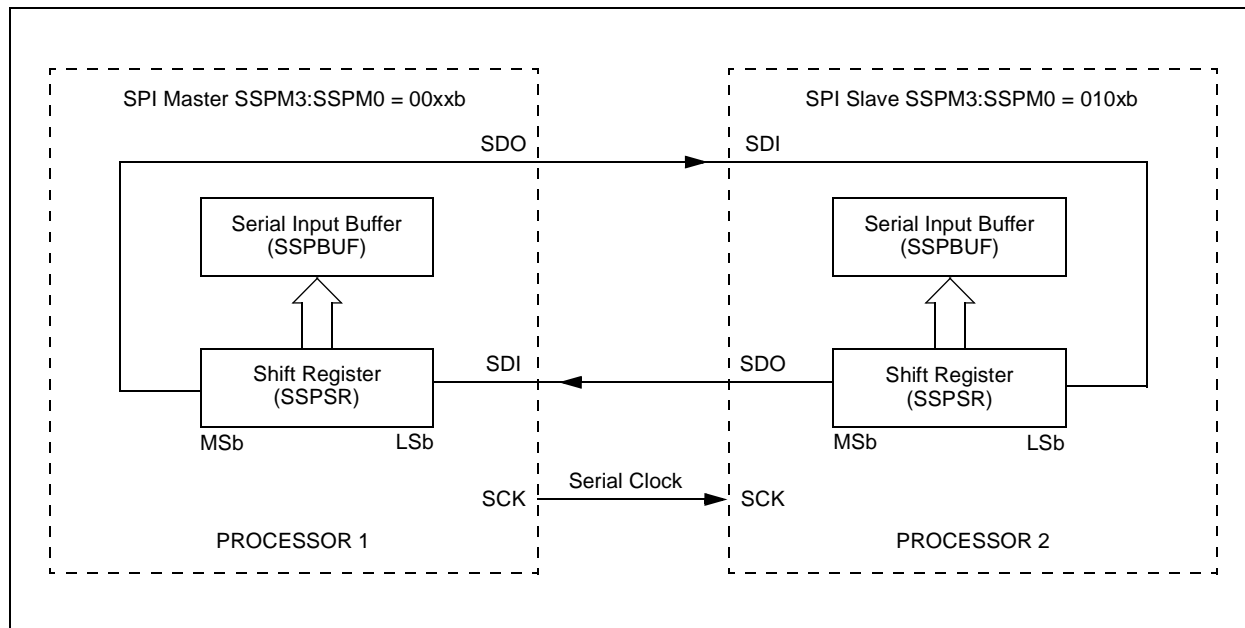 SPI Master SSPM3:SSPM0 = 00xxb
SPI Slave SSPM3:SSPM0 = 010xb
SDO
SDI
Serial Input Buffer
(SSPBUF)
Serial Input Buffer
(SSPBUF)
Shift Register
(SSPSR)
SDI
SDO
Shift Register
(SSPSR)
MSb
LSb
MSb
LSb
Serial Clock
SCK
SCK
PROCESSOR 1
PROCESSOR 2